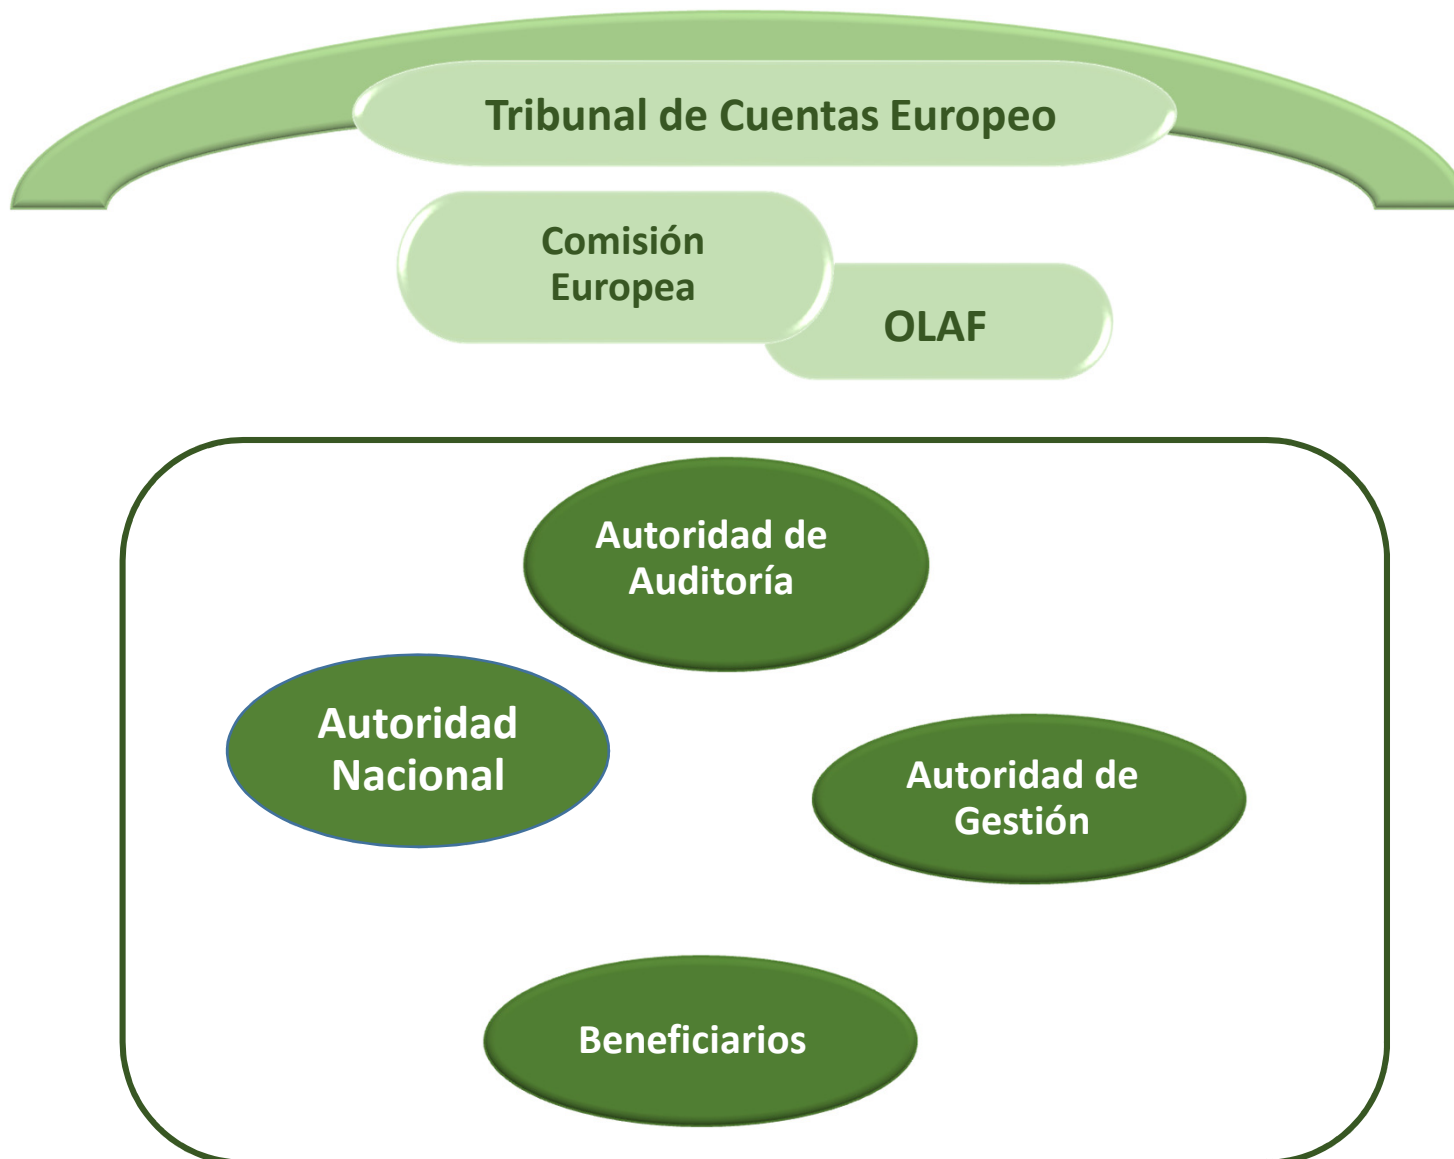 Tribunal de Cuentas Europeo
Comisión
Europea
OLAF
Autoridad de
Auditoría
Autoridad
Nacional
Autoridad de
Gestión
Beneficiarios